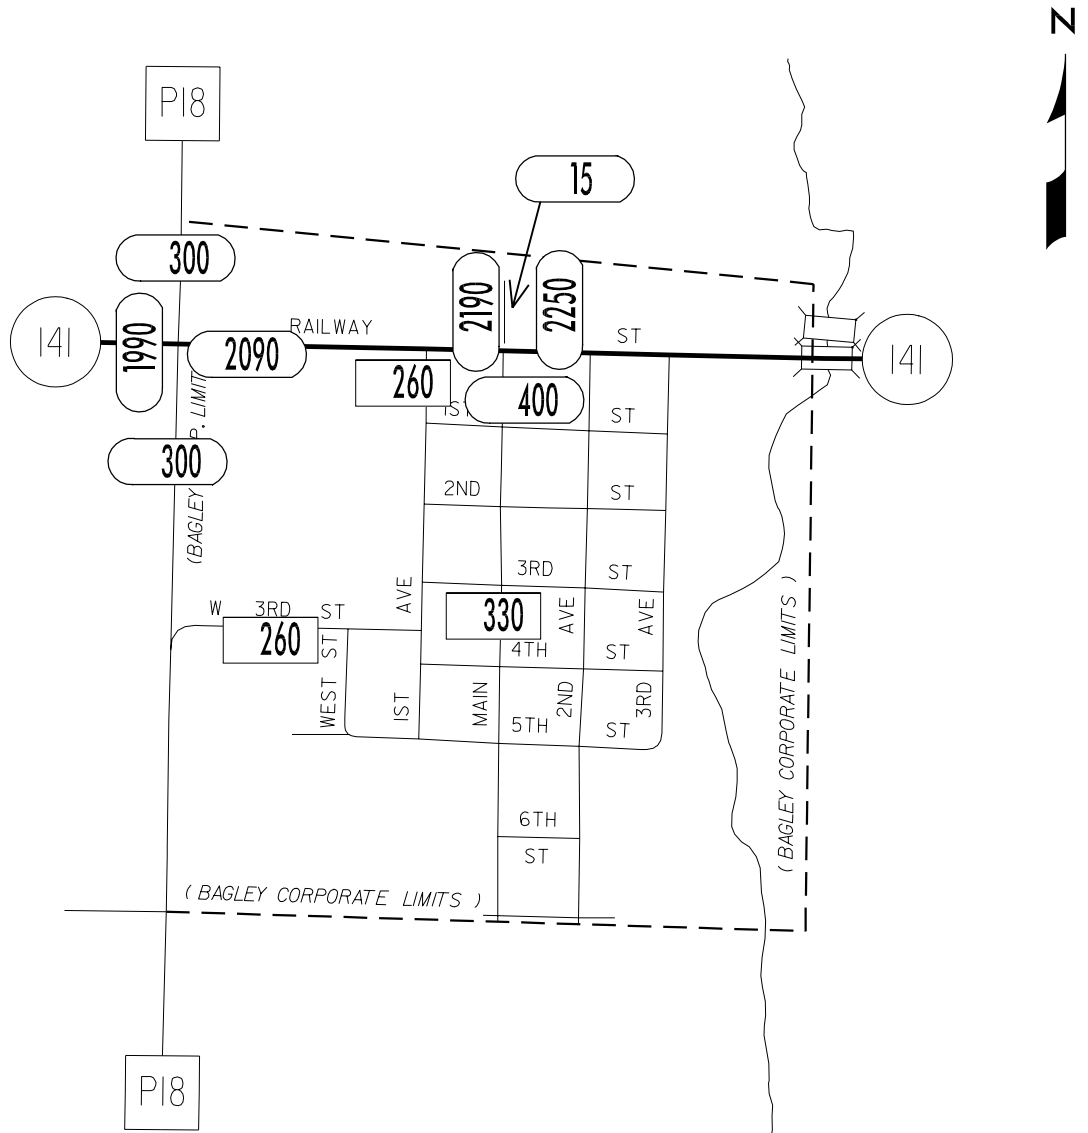 N
P18
15
300
2190
2250
1990
141
RAILWAY
ST
2090
141
260
400
1ST
ST
(BAGLEY
P. LIMIT
300
2ND
ST
3RD
ST
AVE
AVE
AVE
W 3RD ST
330
260
4TH
ST
WEST ST
1ST
MAIN
2ND
3RD
5TH
ST
( BAGLEY CORPORATE LIMITS )
6TH
ST
( BAGLEY CORPORATE LIMITS )
P18